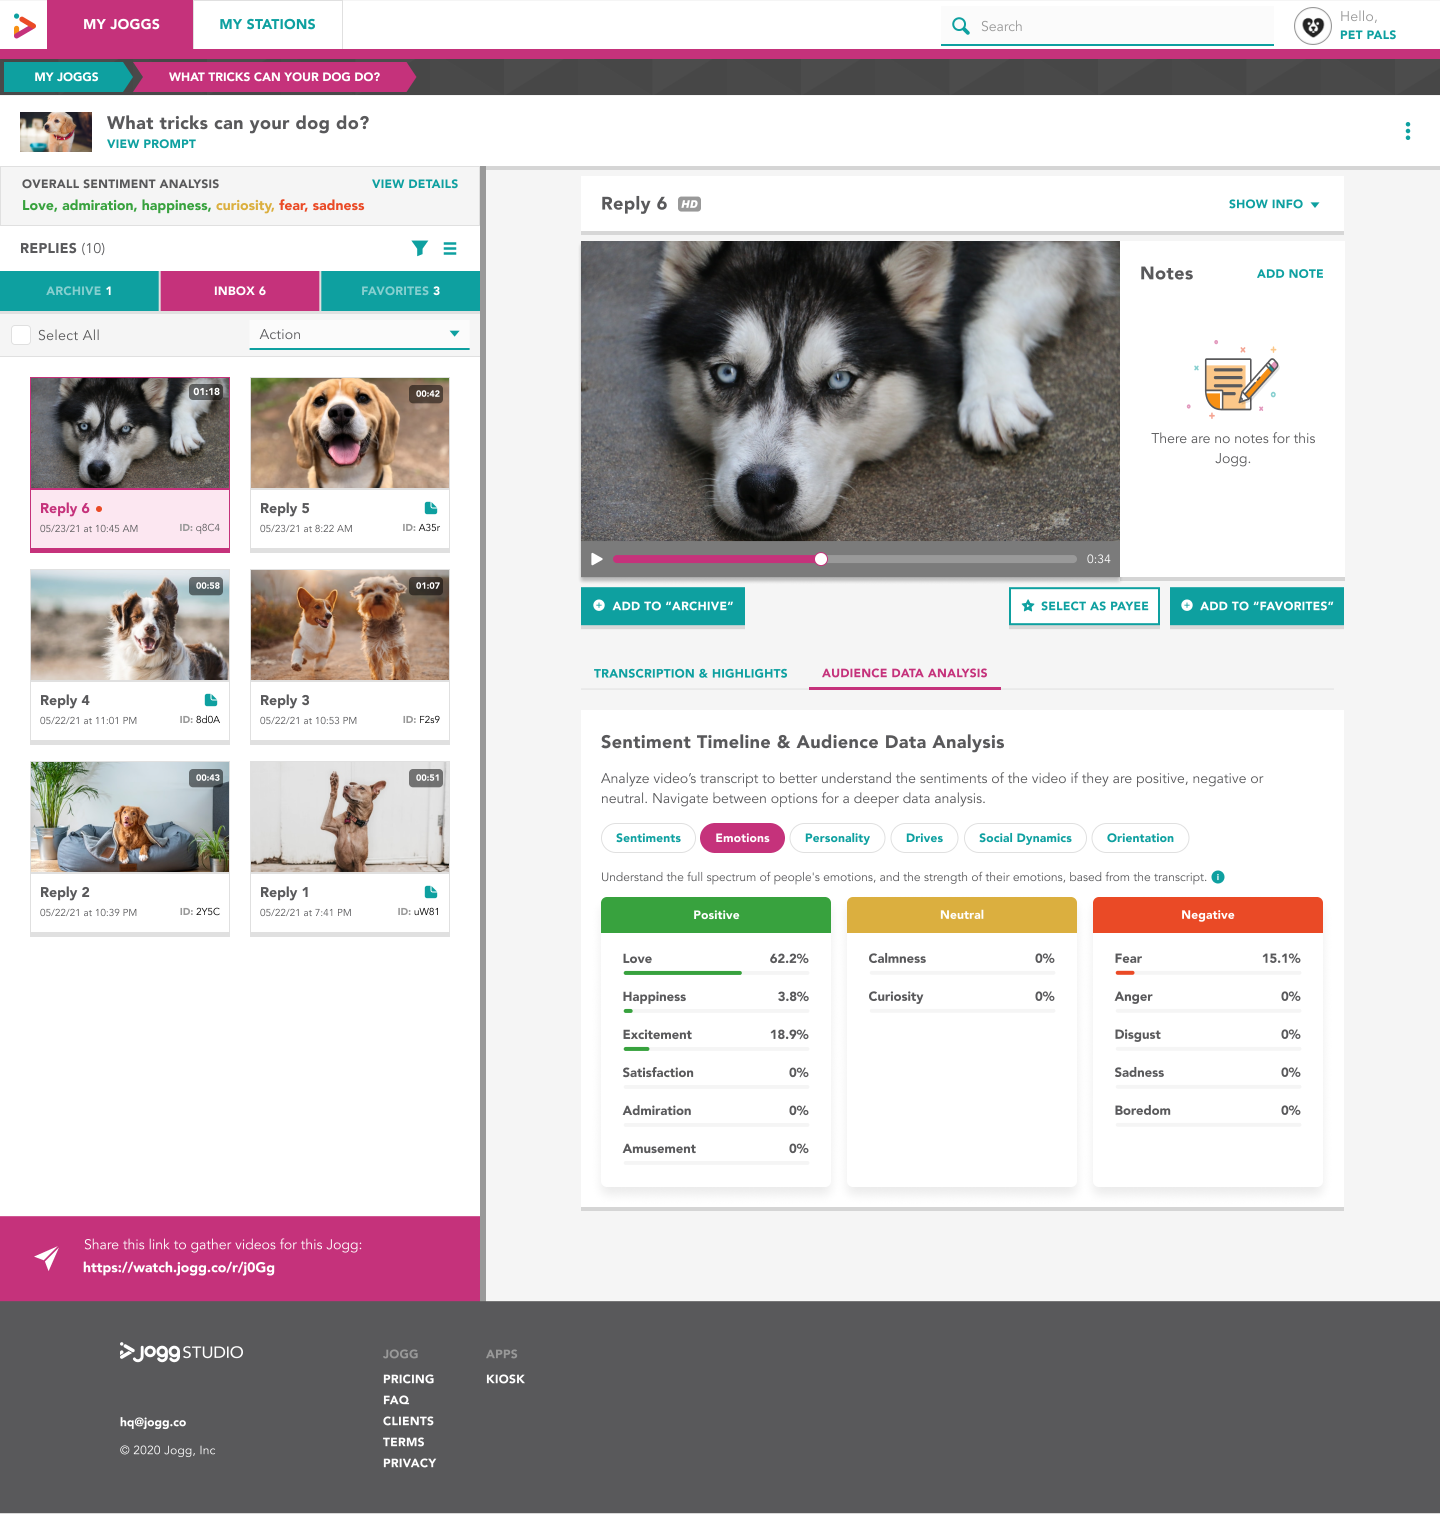 MY JOGGS
MY STATIONS
Search
Hello,
PET PALS
MY JOGGS
WHAT TRICKS CAN YOUR DOG DO?
What tricks can your dog do?
VIEW PROMPT
OVERALL SENTIMENT ANALYSIS
VIEW DETAILS
Love, admiration, happiness, curiosity, fear, sadness
REPLIES (10)
ARCHIVE 1
INBOX 6
FAVORITES 3
Select All
Action
01:18
Reply 6
05/23/21 at 10:45 AM
ID: q8C4
00:42
Reply 5
05/23/21 at 8:22 AM
ID: A35r
00:58
Reply 4
05/22/21 at 11:01 PM
ID: 8d0A
01:07
Reply 3
05/22/21 at 10:53 PM
ID: F2s9
00:43
Reply 2
05/22/21 at 10:39 PM
ID: 2Y5C
00:51
Reply 1
05/22/21 at 7:41 PM
ID: uW81
Share this link to gather videos for this Jogg:
https://watch.jogg.co/r/j0Gg
Reply 6 HD
SHOW INFO
0:34
Notes
ADD NOTE
There are no notes for this
Jogg.
ADD TO “ARCHIVE”
SELECT AS PAYEE
ADD TO “FAVORITES”
TRANSCRIPTION & HIGHLIGHTS
AUDIENCE DATA ANALYSIS
Sentiment Timeline & Audience Data Analysis
Analyze video’s transcript to better understand the sentiments of the video if they are positive, negative or
neutral. Navigate between options for a deeper data analysis.
Sentiments
Emotions
Personality
Drives
Social Dynamics
Orientation
Understand the full spectrum of people's emotions, and the strength of their emotions, based from the transcript. i
Positive
Love 62.2%
Happiness 3.8%
Excitement 18.9%
Satisfaction 0%
Admiration 0%
Amusement 0%
Neutral
Calmness 0%
Curiosity 0%
Negative
Fear 15.1%
Anger 0%
Disgust 0%
Sadness 0%
Boredom 0%
JOGG STUDIO
hq@jogg.co
© 2020 Jogg, Inc
JOGG
PRICING
FAQ
CLIENTS
TERMS
PRIVACY
APPS
KIOSK